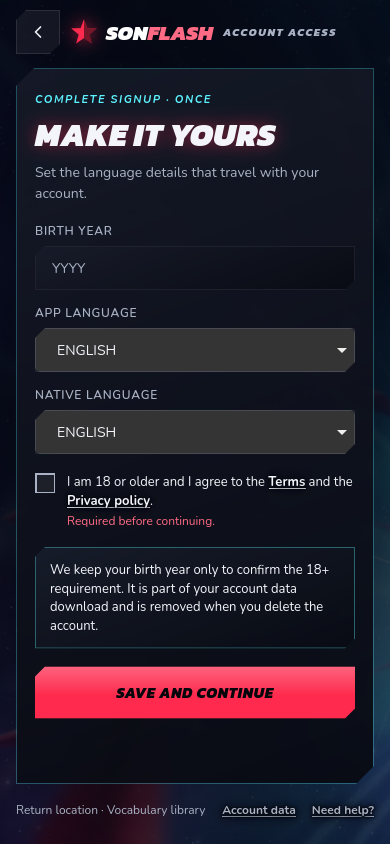 SONFLASH ACCOUNT ACCESS
COMPLETE SIGNUP · ONCE
MAKE IT YOURS
Set the language details that travel with your
account.
BIRTH YEAR
YYYY
APP LANGUAGE
ENGLISH
NATIVE LANGUAGE
ENGLISH
I am 18 or older and I agree to the Terms and the
Privacy policy.
Required before continuing.
We keep your birth year only to confirm the 18+
requirement. It is part of your account data
download and is removed when you delete the
account.
SAVE AND CONTINUE
Return location · Vocabulary library Account data Need help?